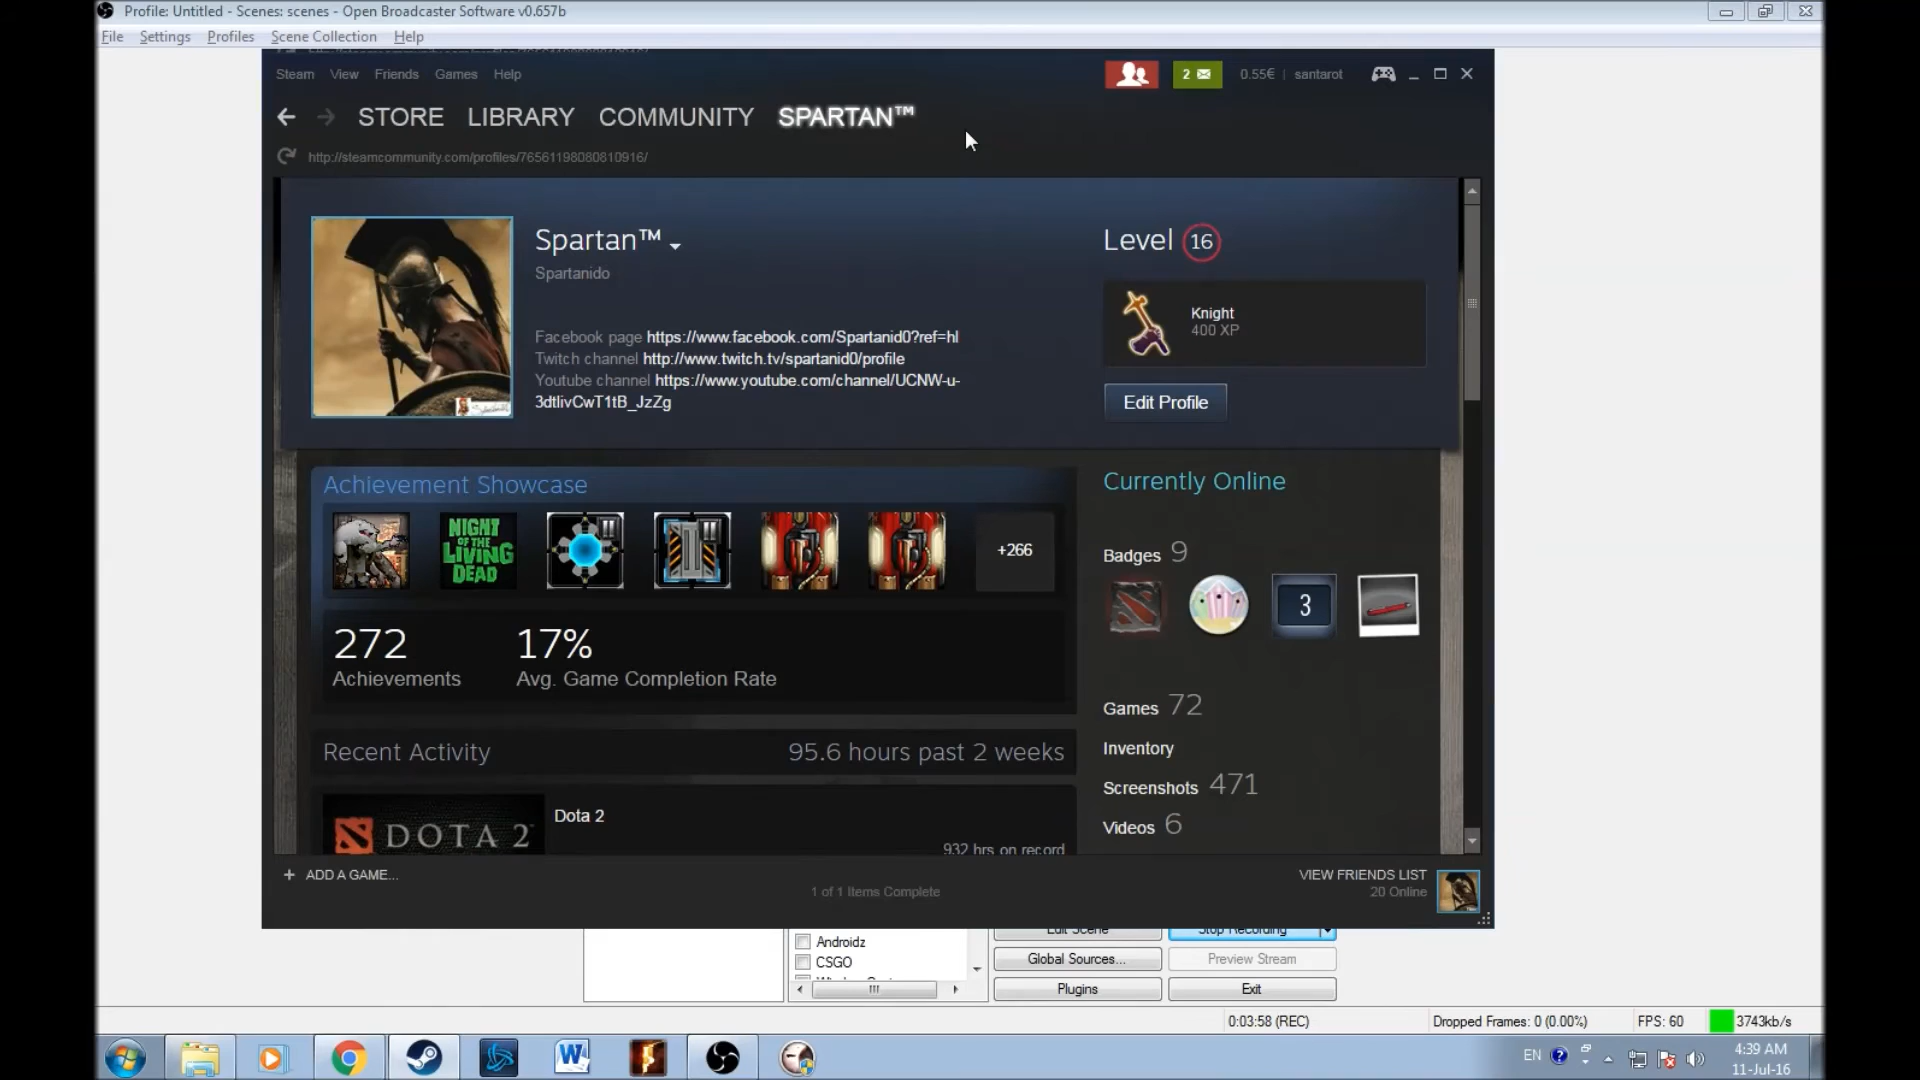 Profile: Untitled - Scenes: scenes - Open Broadcaster Software v0.657b
File Settings Profiles Scene Collection Help
Steam View Friends Games Help
2 0.55€ | santarot
STORE LIBRARY COMMUNITY SPARTAN™
http://steamcommunity.com/profiles/76561198080810916/
Spartan™
Spartanido
Facebook page https://www.facebook.com/Spartanid0?ref=hl
Twitch channel http://www.twitch.tv/spartanid0/profile
Youtube channel https://www.youtube.com/channel/UCNW-u-
3dtlivCwT1tB_JzZg
Level 16
Knight
400 XP
Edit Profile
Achievement Showcase
NIGHT
OF THE
LIVING
DEAD
+266
272
Achievements
17%
Avg. Game Completion Rate
Currently Online
Badges 9
3
Games 72
Inventory
Screenshots 471
Videos 6
Recent Activity 95.6 hours past 2 weeks
DOTA 2
Dota 2
932 hrs on record
+ ADD A GAME...
1 of 1 Items Complete
VIEW FRIENDS LIST
20 Online
Androidz
CSGO
Edit Scene
Stop Recording
Global Sources...
Preview Stream
Plugins
Exit
0:03:58 (REC)
Dropped Frames: 0 (0.00%)
FPS: 60
3743kb/s
EN
4:39 AM
11-Jul-16